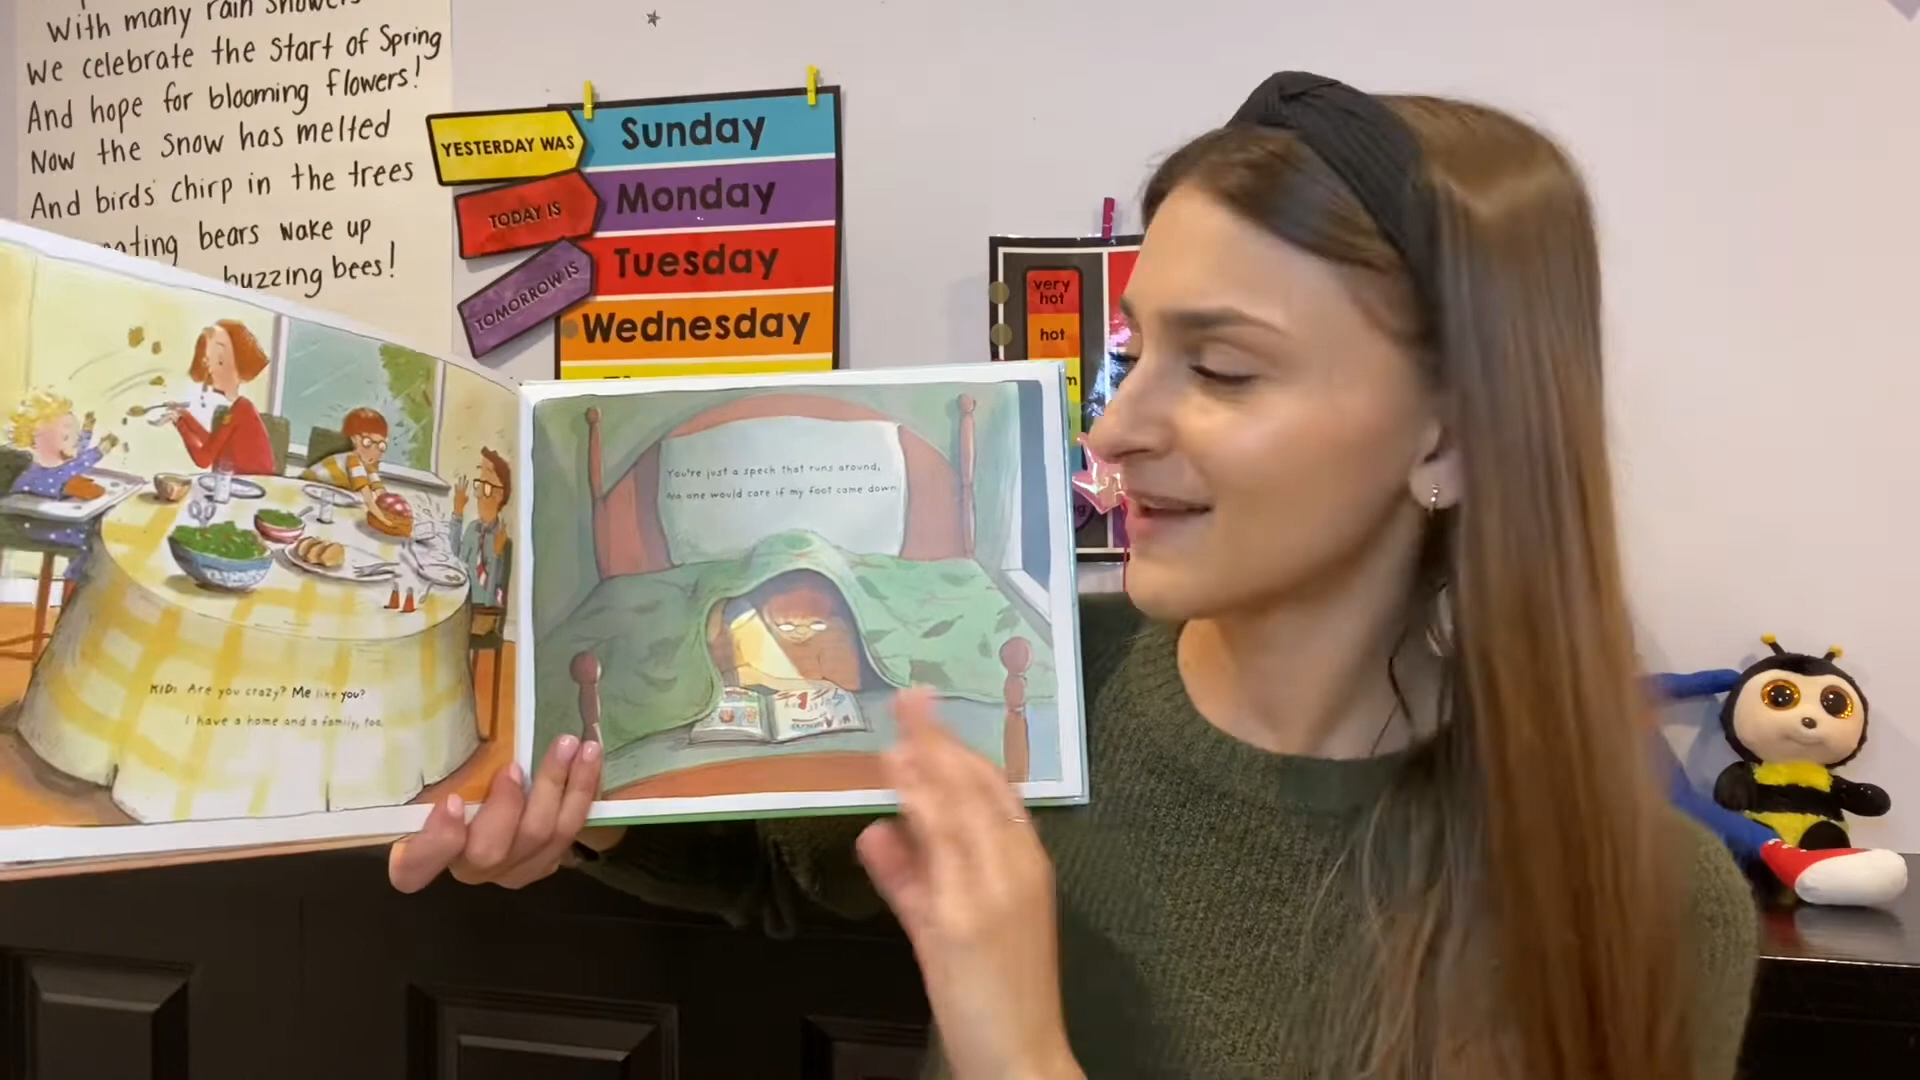 With many rain showers
We celebrate the start of Spring
And hope for blooming flowers!
Now the snow has melted
And birds chirp in the trees
bears wake up
buzzing bees!
YESTERDAY WAS
TODAY IS
TOMORROW IS
Sunday
Monday
Tuesday
Wednesday
very
hot
hot
KID: Are you crazy? Me like you?
I have a home and a family, too.
You're just a speck that runs around,
No one would care if my foot came down.